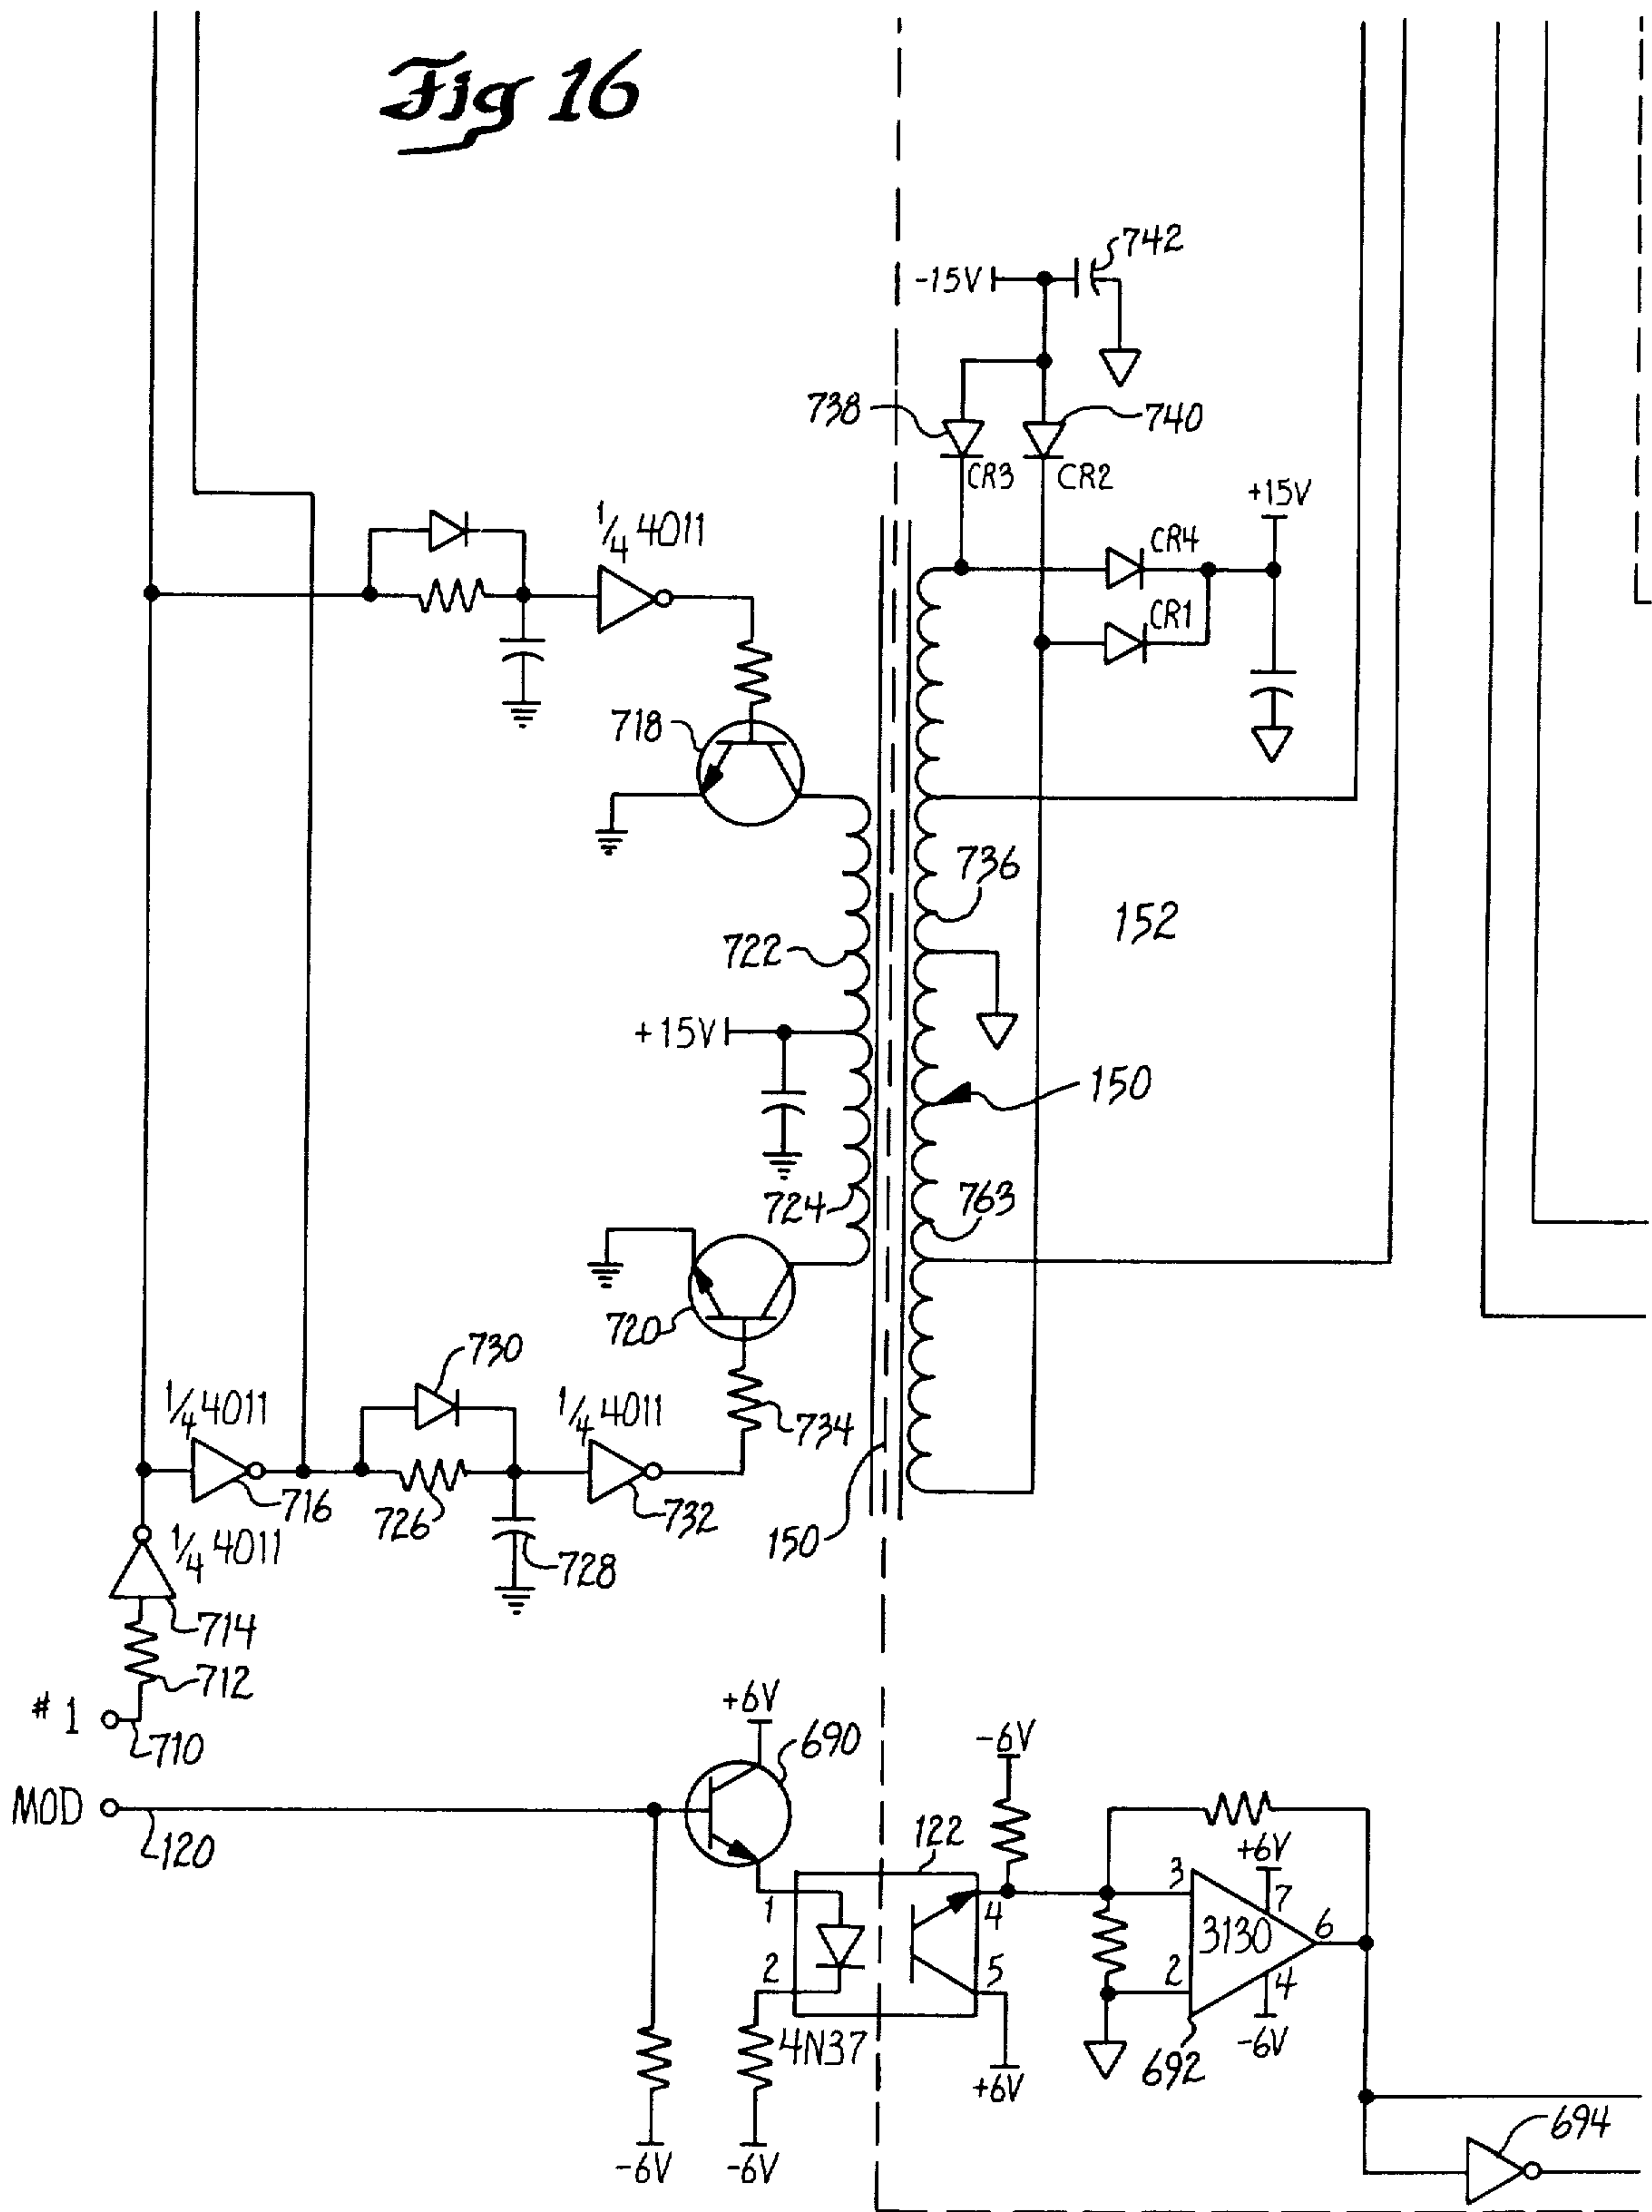 Fig 16
742
-15V
738
740
CR3
CR2
+15V
1/4 4011
CR4
CR1
718
736
722
152
+15V
150
724
763
720
730
1/4 4011
1/4 4011
734
716
726
732
150
1/4 4011
728
714
712
# 1
710
+6V
690
-6V
MOD
120
122
+6V
1
4
3
7
3130
6
2
5
2
4
4N37
692
-6V
+6V
-6V
-6V
694